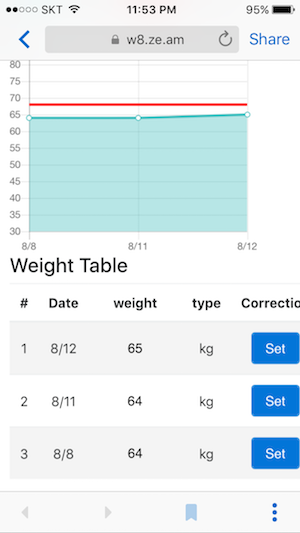 SKT 11:53 PM 95%
w8.ze.am Share
80
75
70
65
60
55
50
45
40
35
30
8/8 8/11 8/12
Weight Table
# Date weight type Correctio
1 8/12 65 kg Set
2 8/11 64 kg Set
3 8/8 64 kg Set